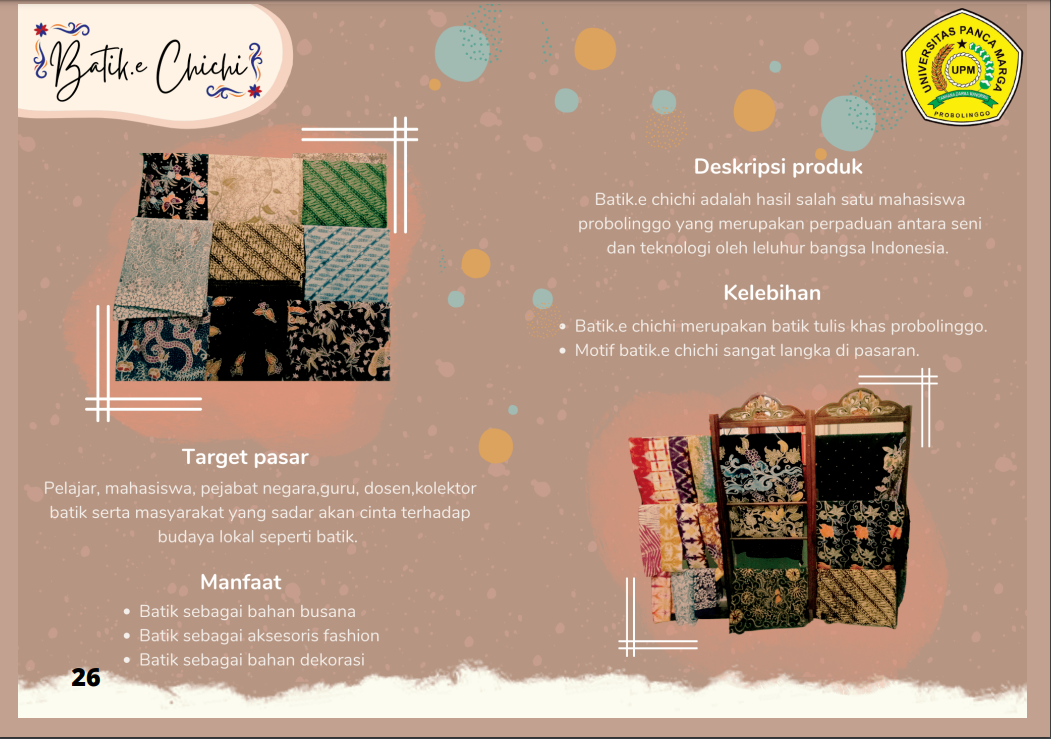 Batik.e Chichi
UNIVERSITAS PANCA MARGA
UPM
PROBOLINGGO
Deskripsi produk
Batik.e chichi adalah hasil salah satu mahasiswa
probolinggo yang merupakan perpaduan antara seni
dan teknologi oleh leluhur bangsa Indonesia.
Kelebihan
• Batik.e chichi merupakan batik tulis khas probolinggo.
• Motif batik.e chichi sangat langka di pasaran.
Target pasar
Pelajar, mahasiswa, pejabat negara,guru, dosen,kolektor
batik serta masyarakat yang sadar akan cinta terhadap
budaya lokal seperti batik.
Manfaat
• Batik sebagai bahan busana
• Batik sebagai aksesoris fashion
• Batik sebagai bahan dekorasi
26